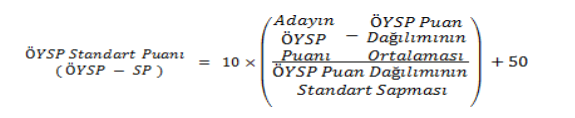 Adayın ÖYSP Puan
ÖYSP − Dağılımının
Puanı Ortalaması
ÖYSP Standart Puanı
(ÖYSP − SP) = 10 × + 50
ÖYSP Puan Dağılımının
Standart Sapması